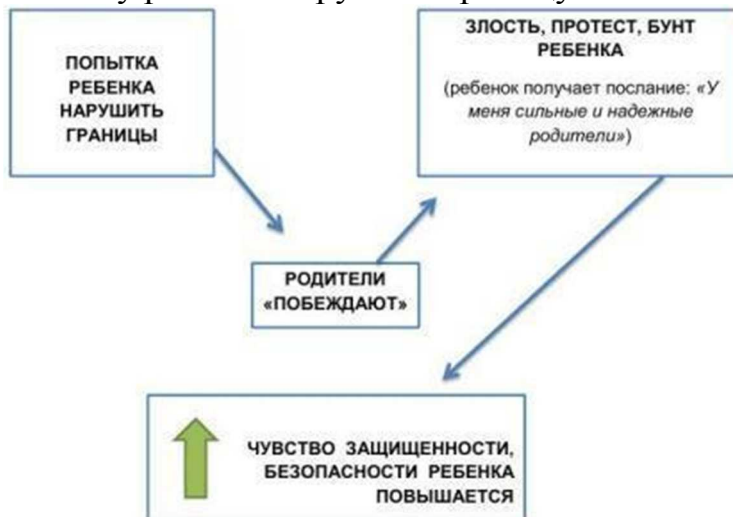 ПОПЫТКА
РЕБЕНКА
НАРУШИТЬ
ГРАНИЦЫ
ЗЛОСТЬ, ПРОТЕСТ, БУНТ
РЕБЕНКА
(ребенок получает послание: «У
меня сильные и надежные
родители»)
РОДИТЕЛИ
«ПОБЕЖДАЮТ»
ЧУВСТВО ЗАЩИЩЕННОСТИ,
БЕЗОПАСНОСТИ РЕБЕНКА
ПОВЫШАЕТСЯ